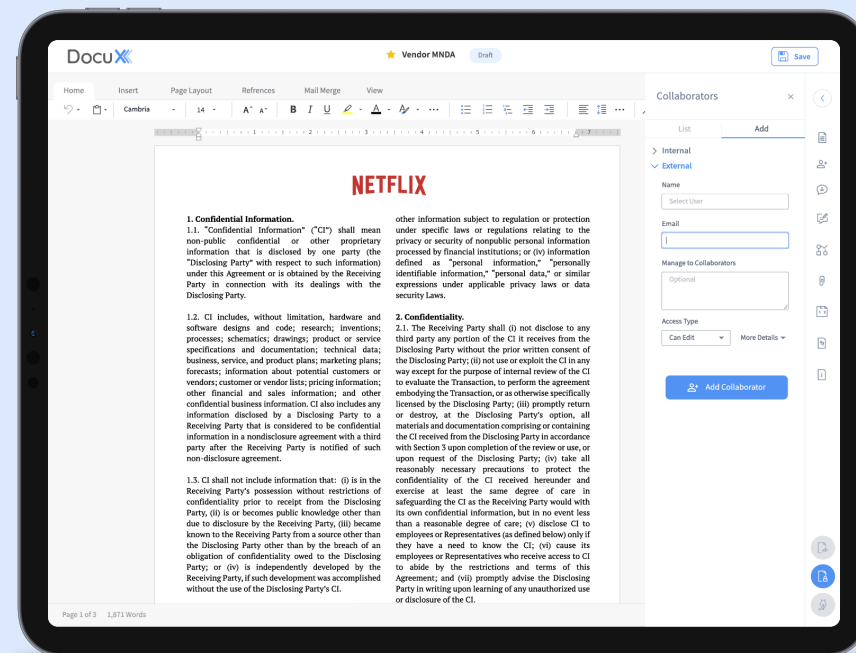 DocuX
Vendor MNDA
Draft
Save
Home
Insert
Page Layout
Refrences
Mail Merge
View
Cambria
14
A
A
B
I
U
A
1
2
3
4
5
6
7
NETFLIX
1. Confidential Information.
1.1. “Confidential Information” (“CI”) shall mean
non-public confidential or other proprietary
information that is disclosed by one party (the
“Disclosing Party” with respect to such information)
under this Agreement or is obtained by the Receiving
Party in connection with its dealings with the
Disclosing Party.
1.2. CI includes, without limitation, hardware and
software designs and code; research; inventions;
processes; schematics; drawings; product or service
specifications and documentation; technical data;
business, service, and product plans; marketing plans;
forecasts; information about potential customers or
vendors; customer or vendor lists; pricing information;
other financial and sales information; and other
confidential business information. CI also includes any
information disclosed by a Disclosing Party to a
Receiving Party that is considered to be confidential
information in a nondisclosure agreement with a third
party after the Receiving Party is notified of such
non-disclosure agreement.
1.3. CI shall not include information that: (i) is in the
Receiving Party’s possession without restrictions of
confidentiality prior to receipt from the Disclosing
Party, (ii) is or becomes public knowledge other than
due to disclosure by the Receiving Party, (iii) became
known to the Receiving Party from a source other than
the Disclosing Party other than by the breach of an
obligation of confidentiality owed to the Disclosing
Party; or (iv) is independently developed by the
Receiving Party, if such development was accomplished
without the use of the Disclosing Party’s CI.
other information subject to regulation or protection
under specific laws or regulations relating to the
privacy or security of nonpublic personal information
processed by financial institutions; or (iv) information
defined as “personal information,” “personally
identifiable information,” “personal data,” or similar
expressions under applicable privacy laws or data
security Laws.
2. Confidentiality.
2.1. The Receiving Party shall (i) not disclose to any
third party any portion of the CI it receives from the
Disclosing Party without the prior written consent of
the Disclosing Party; (ii) not use or exploit the CI in any
way except for the purpose of internal review of the CI
to evaluate the Transaction, to perform the agreement
embodying the Transaction, or as otherwise specifically
licensed by the Disclosing Party; (iii) promptly return
or destroy, at the Disclosing Party’s option, all
materials and documentation comprising or containing
the CI received from the Disclosing Party in accordance
with Section 3 upon completion of the review or use, or
upon request of the Disclosing Party; (iv) take all
reasonably necessary precautions to protect the
confidentiality of the CI received hereunder and
exercise at least the same degree of care in
safeguarding the CI as the Receiving Party would with
its own confidential information, but in no event less
than a reasonable degree of care; (v) disclose CI to
employees or Representatives (as defined below) only if
they have a need to know the CI; (vi) cause its
employees or Representatives who receive access to CI
to abide by the restrictions and terms of this
Agreement; and (vii) promptly advise the Disclosing
Party in writing upon learning of any unauthorized use
or disclosure of the CI.
Collaborators
List
Add
Internal
External
Name
Select User
Email
Manage to Collaborators
Optional
Access Type
Can Edit
More Details
Add Collaborator
Page 1 of 3
1,871 Words